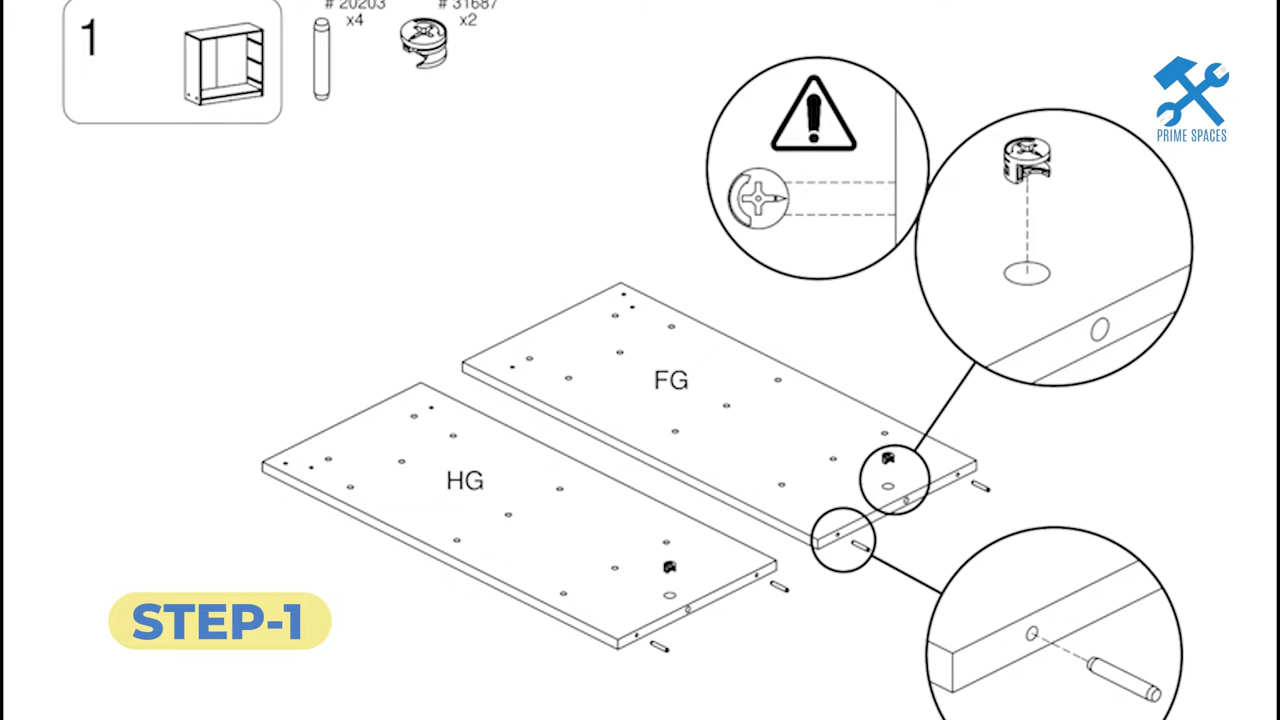 1
# 20203
x4
# 31687
x2
PRIME SPACES
FG
HG
STEP-1